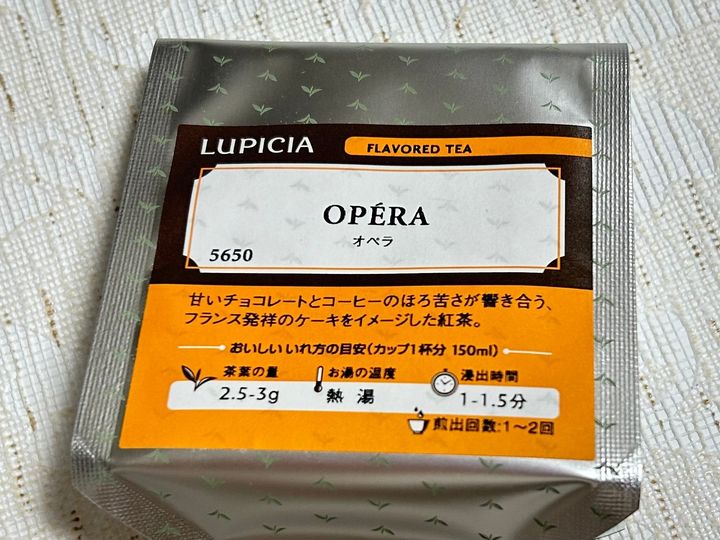 LUPICIA
FLAVORED TEA
OPÉRA
オペラ
5650
甘いチョコレートとコーヒーのほろ苦さが響き合う、
フランス発祥のケーキをイメージした紅茶。
おいしいいれ方の目安(カップ1杯分 150ml)
茶葉の量 お湯の温度 浸出時間
2.5-3g 熱湯 1-1.5分
煎出回数:1〜2回